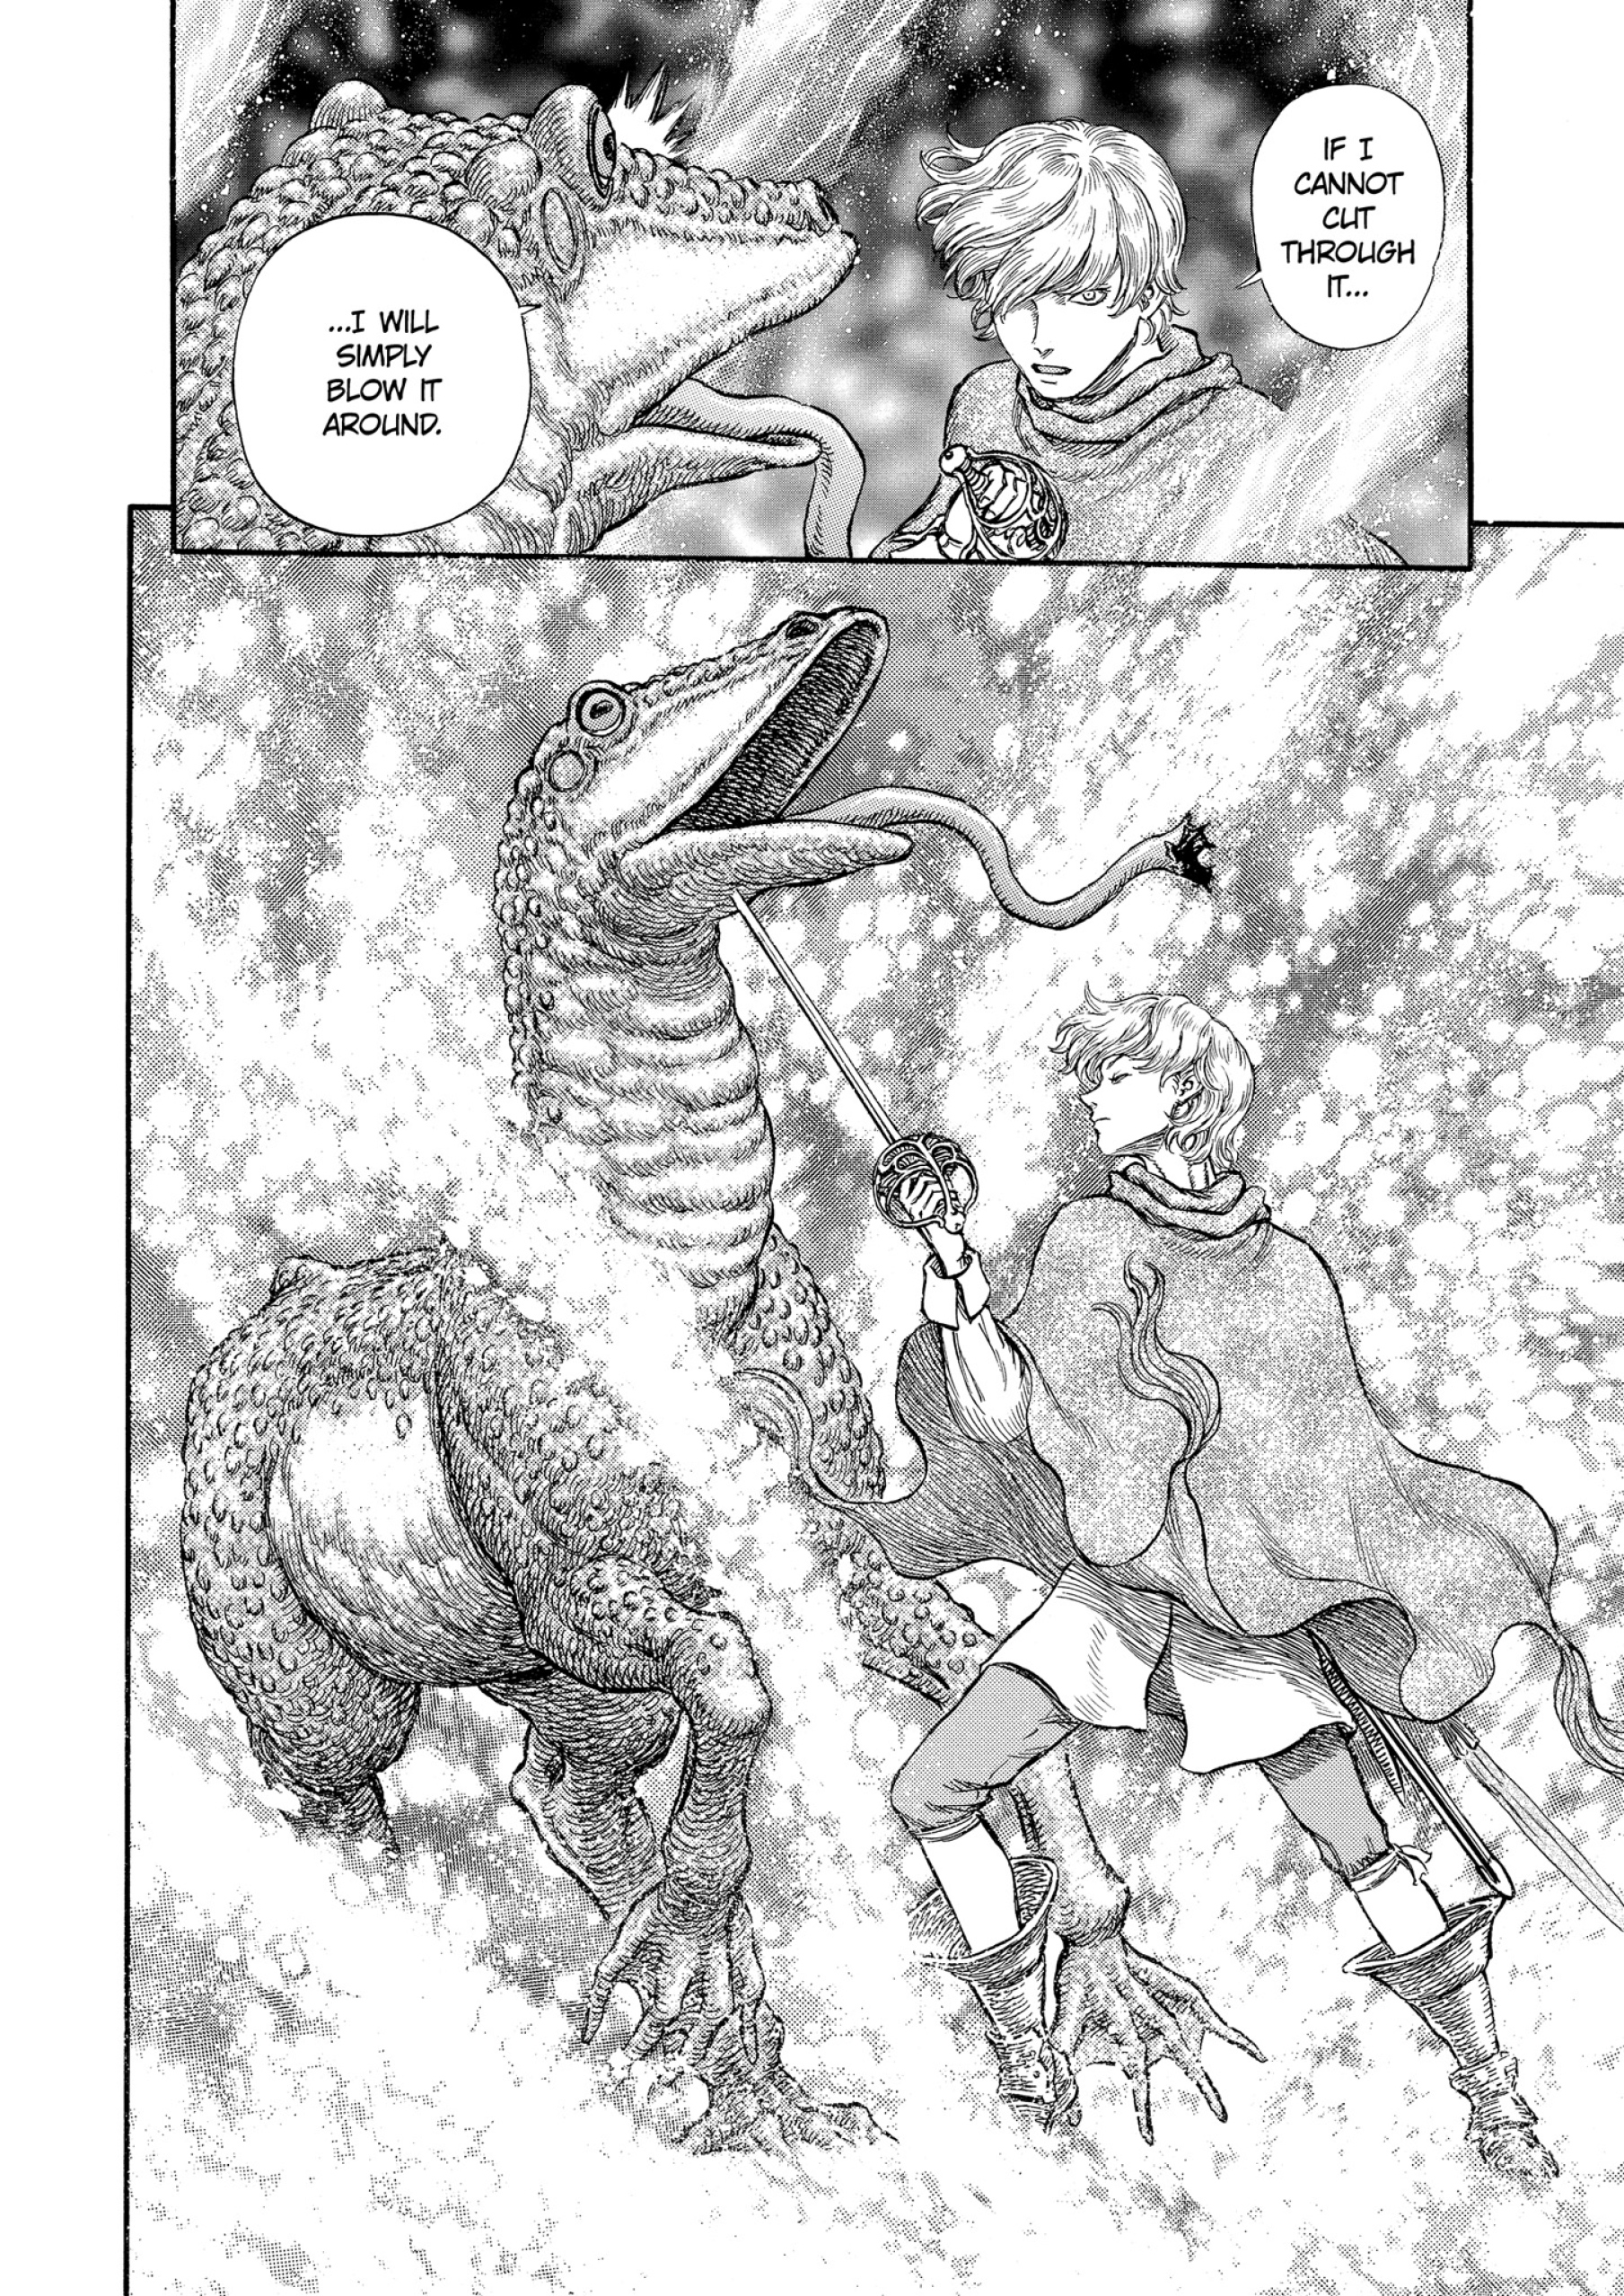 IF I
CANNOT
CUT
THROUGH
IT...
...I WILL
SIMPLY
BLOW IT
AROUND.